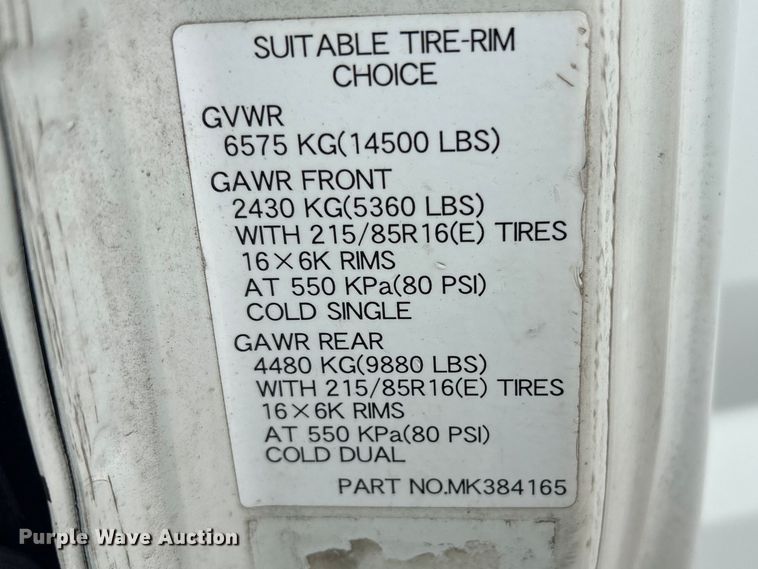 SUITABLE TIRE-RIM
CHOICE
GVWR
6575 KG(14500 LBS)
GAWR FRONT
2430 KG(5360 LBS)
WITH 215/85R16(E) TIRES
16×6K RIMS
AT 550 KPa(80 PSI)
COLD SINGLE
GAWR REAR
4480 KG(9880 LBS)
WITH 215/85R16(E) TIRES
16×6K RIMS
AT 550 KPa(80 PSI)
COLD DUAL
PART NO.MK384165
Purple Wave Auction